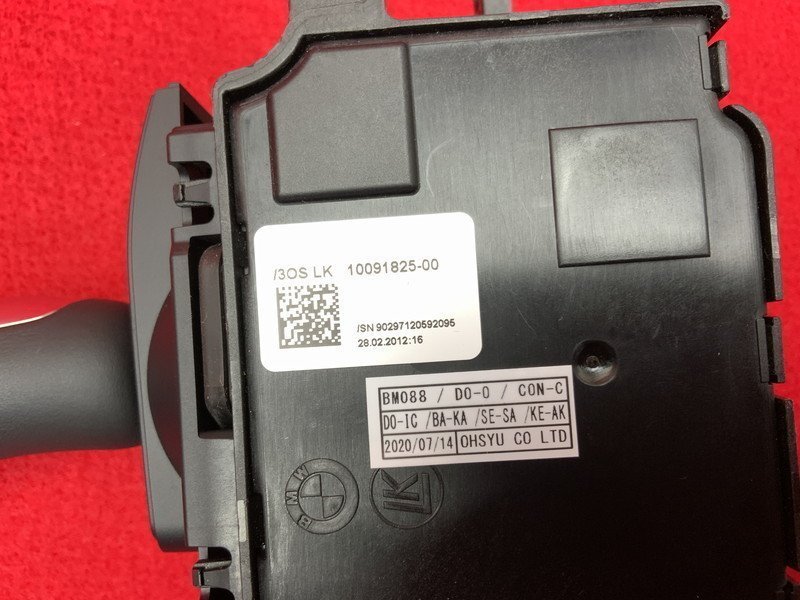 /3OS LK 10091825-00
/SN 90297120592095
28.02.2012:16
BM088 / DO-O / CON-C
DO-IC /BA-KA /SE-SA /KE-AK
2020/07/14 OHSYU CO LTD
BMW
LK